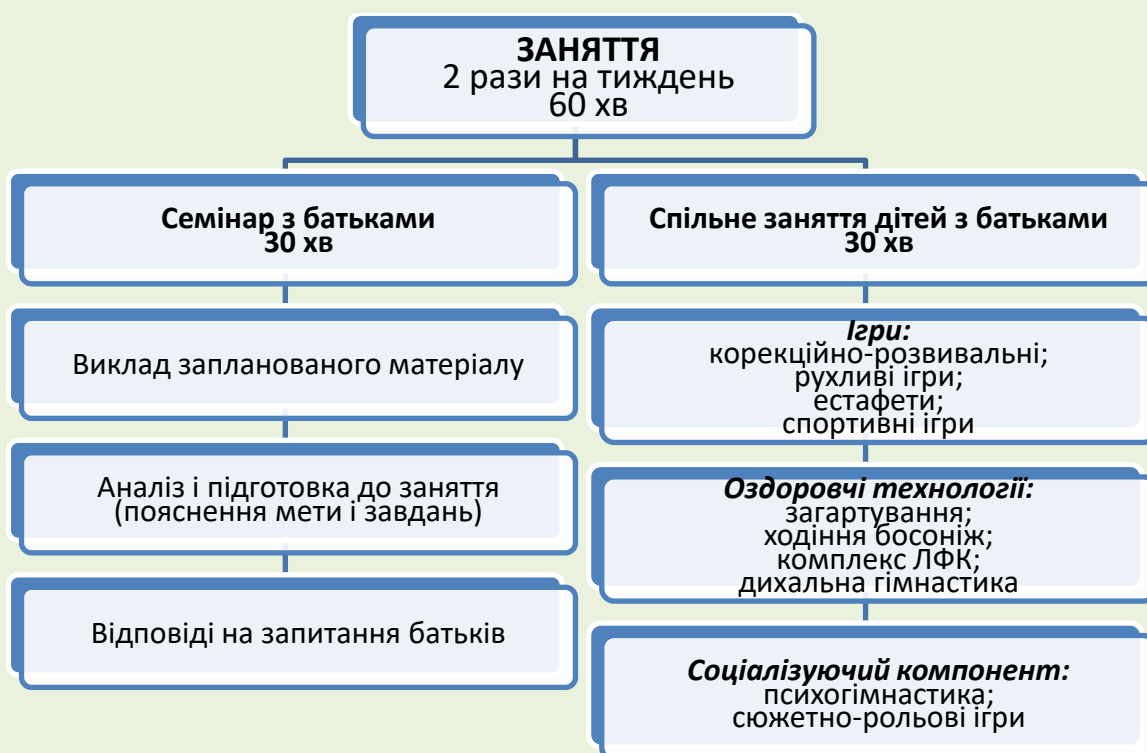 ЗАНЯТТЯ
2 рази на тиждень
60 хв
Семінар з батьками
30 хв
Виклад запланованого матеріалу
Аналіз і підготовка до заняття
(пояснення мети і завдань)
Відповіді на запитання батьків
Спільне заняття дітей з батьками
30 хв
Ігри:
корекційно-розвивальні;
рухливі ігри;
естафети;
спортивні ігри
Оздоровчі технології:
загартування;
ходіння босоніж;
комплекс ЛФК;
дихальна гімнастика
Соціалізуючий компонент:
психогімнастика;
сюжетно-рольові ігри